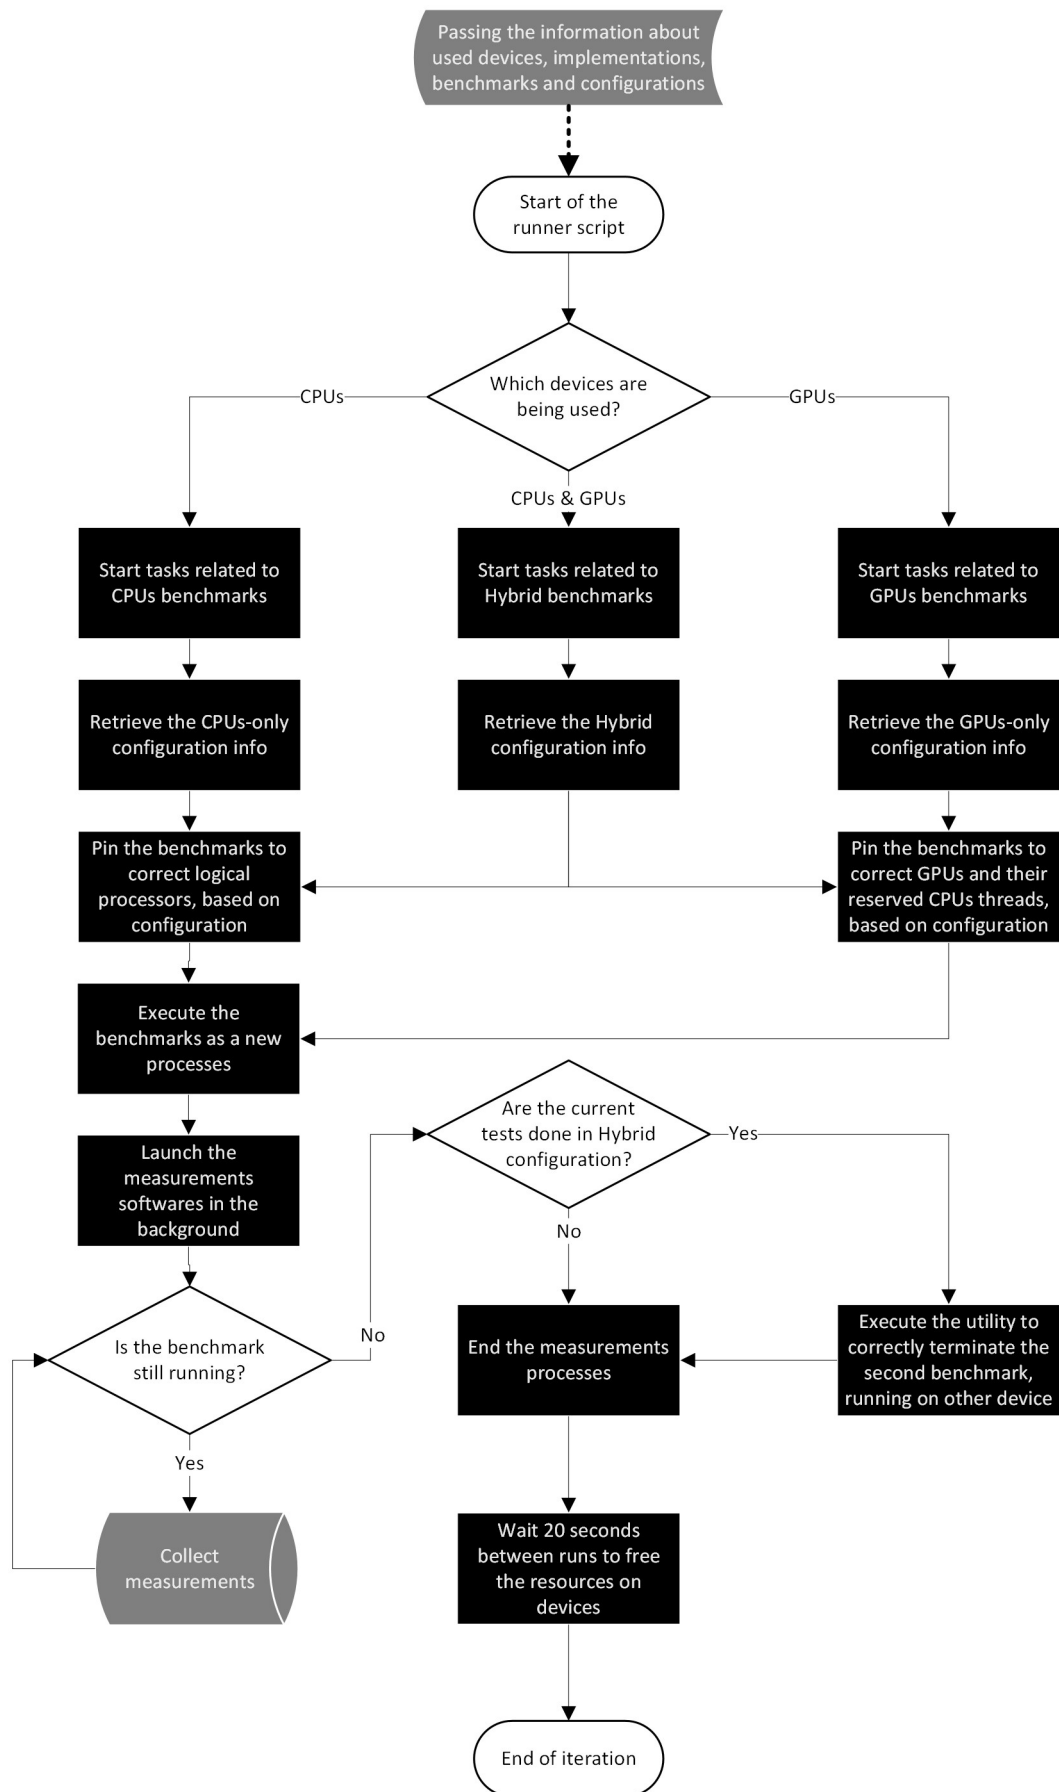 Passing the information about
used devices, implementations,
benchmarks and configurations
Start of the
runner script
Which devices are
being used?
CPUs
GPUs
CPUs & GPUs
Start tasks related to
CPUs benchmarks
Start tasks related to
Hybrid benchmarks
Start tasks related to
GPUs benchmarks
Retrieve the CPUs-only
configuration info
Retrieve the Hybrid
configuration info
Retrieve the GPUs-only
configuration info
Pin the benchmarks to
correct logical
processors, based on
configuration
Pin the benchmarks to
correct GPUs and their
reserved CPUs threads,
based on configuration
Execute the
benchmarks as a new
processes
Launch the
measurements
softwares in the
background
Are the current
tests done in Hybrid
configuration?
Yes
No
Is the benchmark
still running?
No
Yes
Collect
measurements
End the measurements
processes
Execute the utility to
correctly terminate the
second benchmark,
running on other device
Wait 20 seconds
between runs to free
the resources on
devices
End of iteration